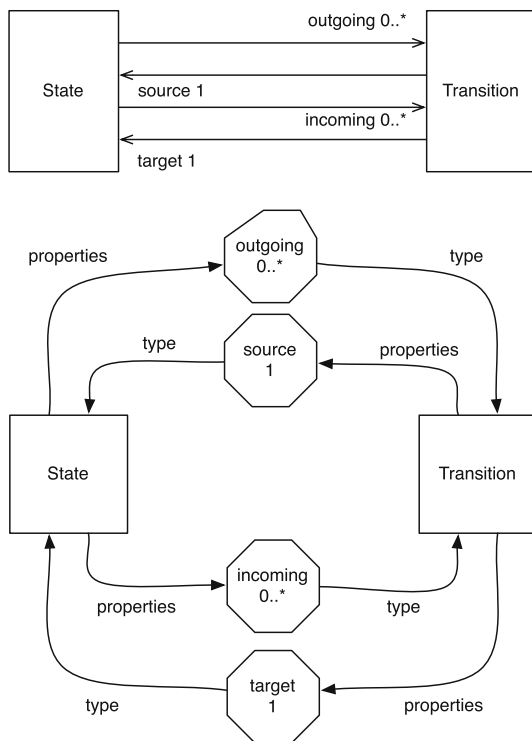 outgoing 0..*
State
Transition
source 1
incoming 0..*
target 1
outgoing
0..*
properties
type
source
1
type
properties
State
Transition
incoming
0..*
properties
type
target
1
type
properties